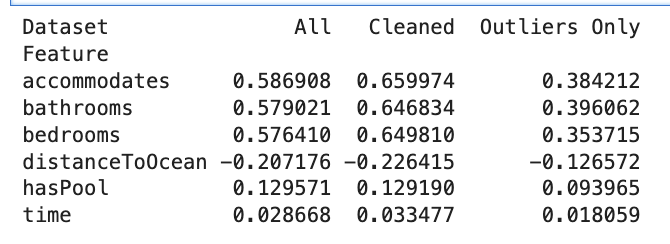 Dataset All Cleaned Outliers Only
Feature
accommodates 0.586908 0.659974 0.384212
bathrooms 0.579021 0.646834 0.396062
bedrooms 0.576410 0.649810 0.353715
distanceToOcean -0.207176 -0.226415 -0.126572
hasPool 0.129571 0.129190 0.093965
time 0.028668 0.033477 0.018059